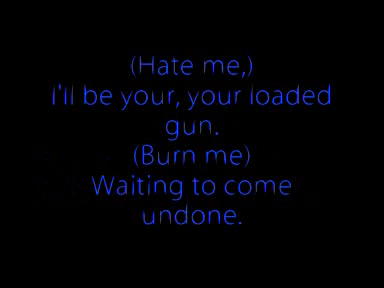 (Hate me,)
I'll be your, your loaded
gun.
(Burn me)
Waiting to come
undone.